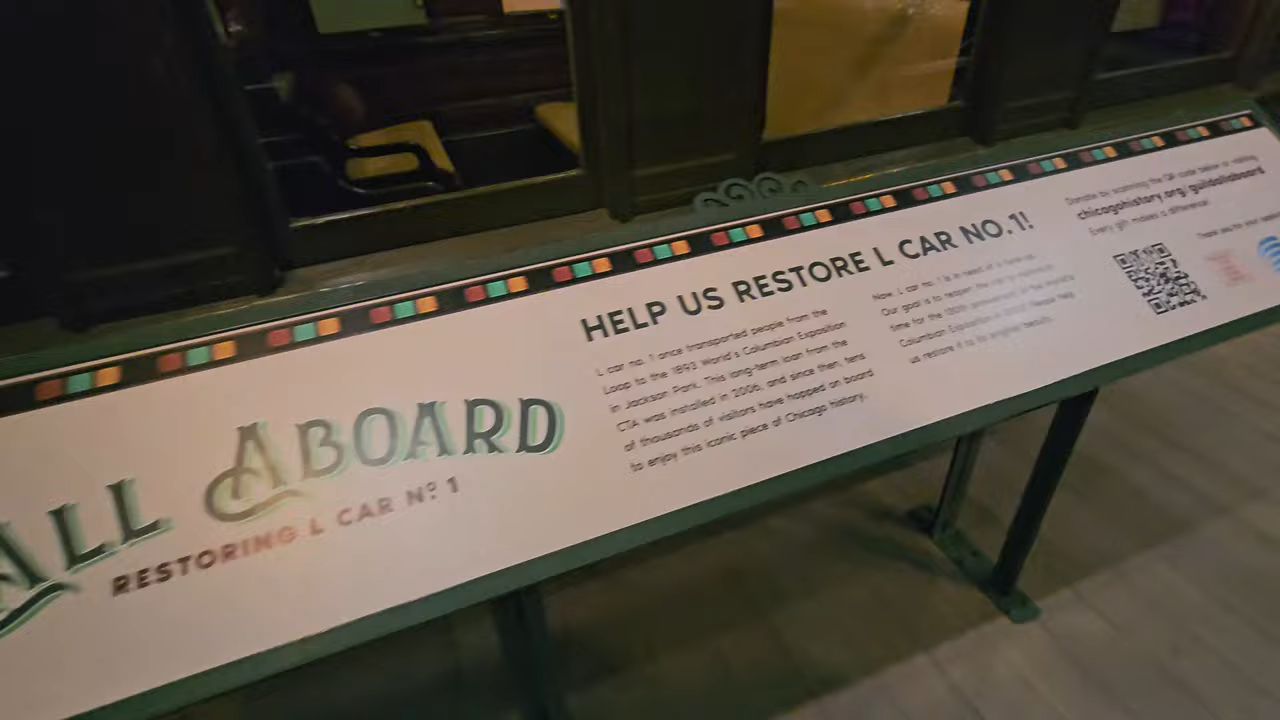 ALL ABOARD
RESTORING L CAR Nº 1
HELP US RESTORE L CAR NO. 1!
L car no. 1 once transported people from the
Loop to the 1893 World's Columbian Exposition
in Jackson Park. This long-term loan from the
CTA was installed in 2006, and since then, tens
of thousands of visitors have hopped on board
to enjoy this iconic piece of Chicago history.
Now, L car no. 1 is in need of a
Our goal is to reopen the car
time for the
Columbian Exposition
us restore it to its original beauty.
Donate by scanning the QR code below or visiting
chicagohistory.org/guildallaboard
Every gift makes a difference!
Thank you for your